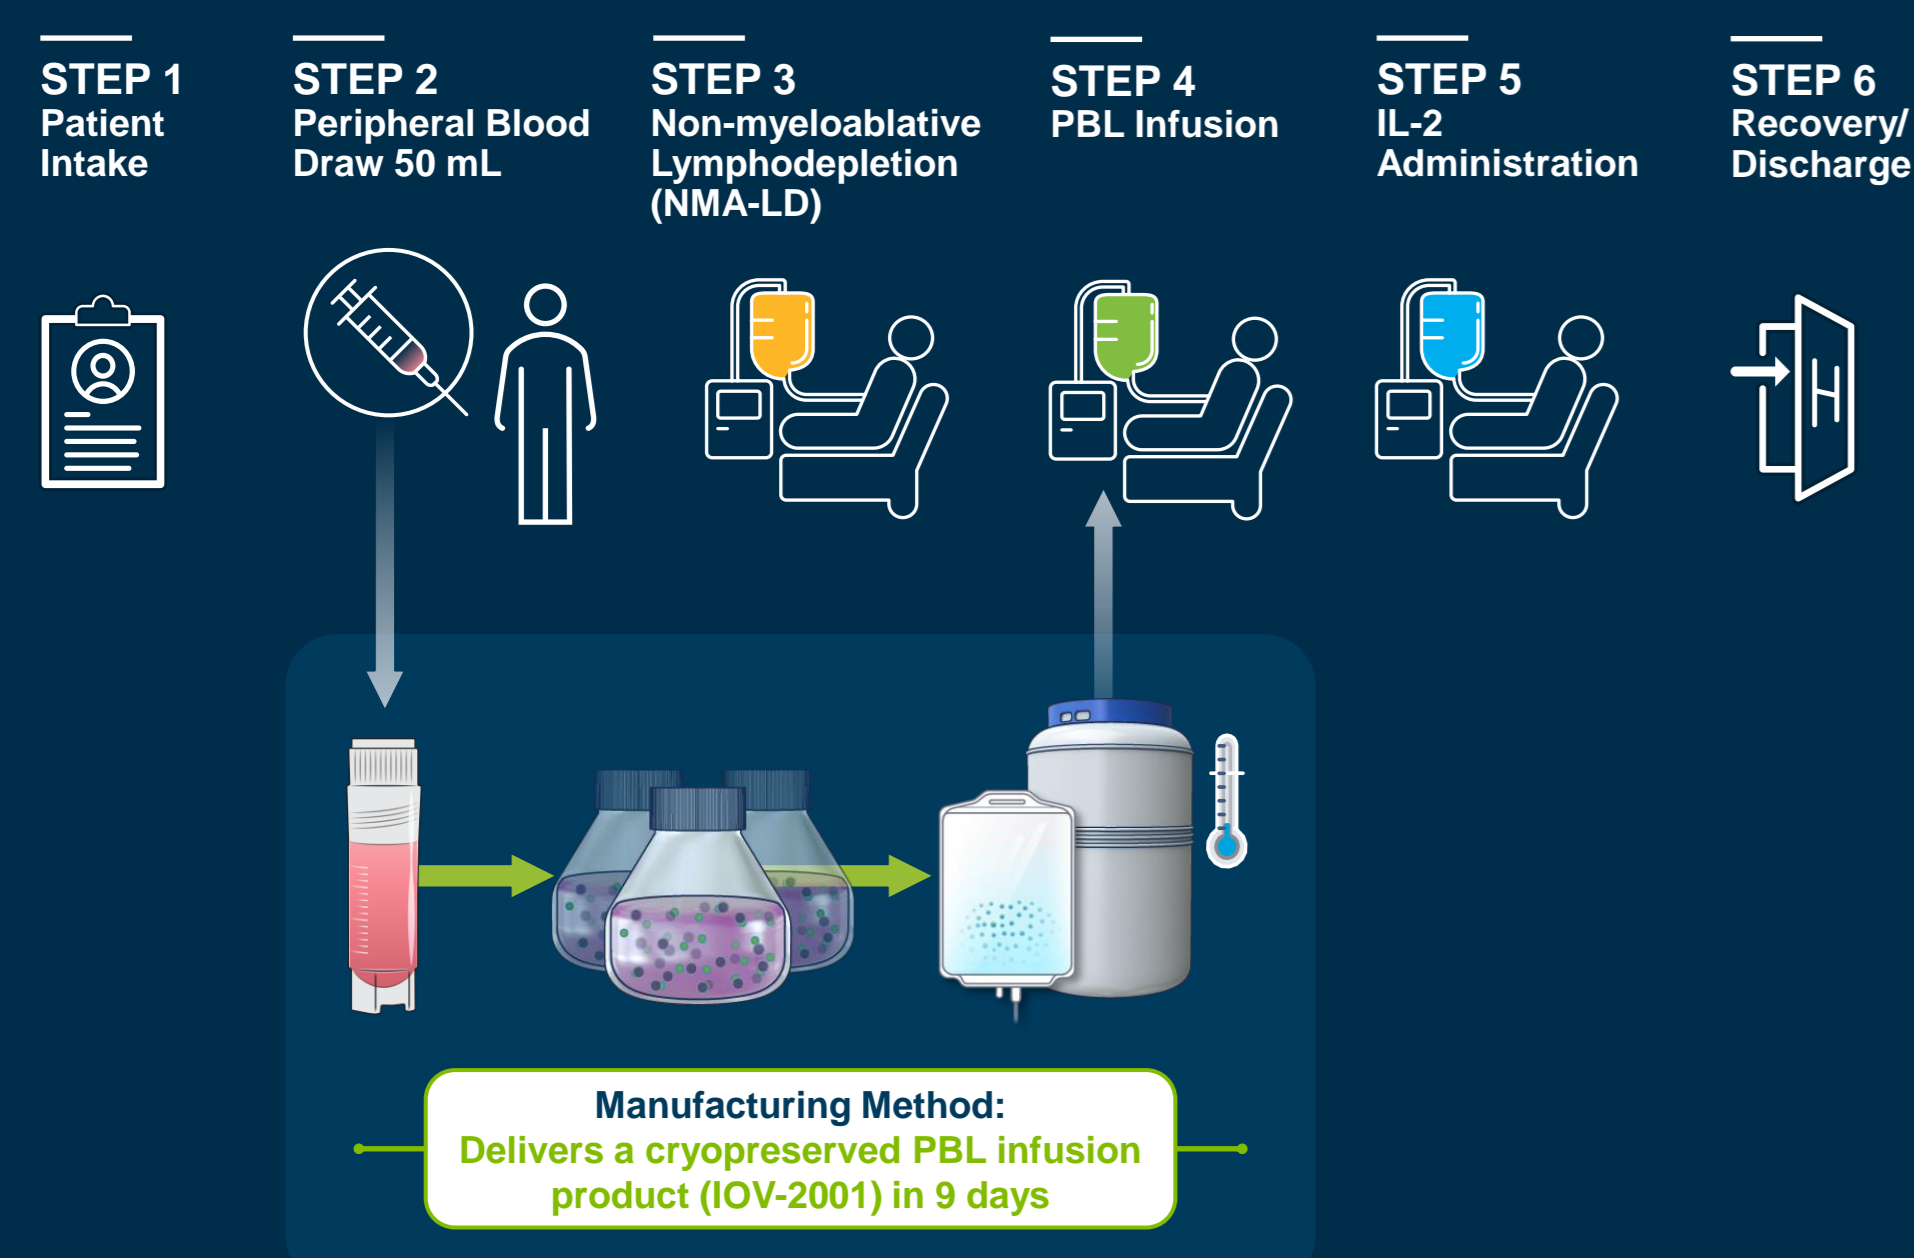 STEP 1
Patient
Intake
STEP 2
Peripheral Blood
Draw 50 mL
STEP 3
Non-myeloablative
Lymphodepletion
(NMA-LD)
STEP 4
PBL Infusion
STEP 5
IL-2
Administration
STEP 6
Recovery/
Discharge
H
Manufacturing Method:
Delivers a cryopreserved PBL infusion
product (IOV-2001) in 9 days